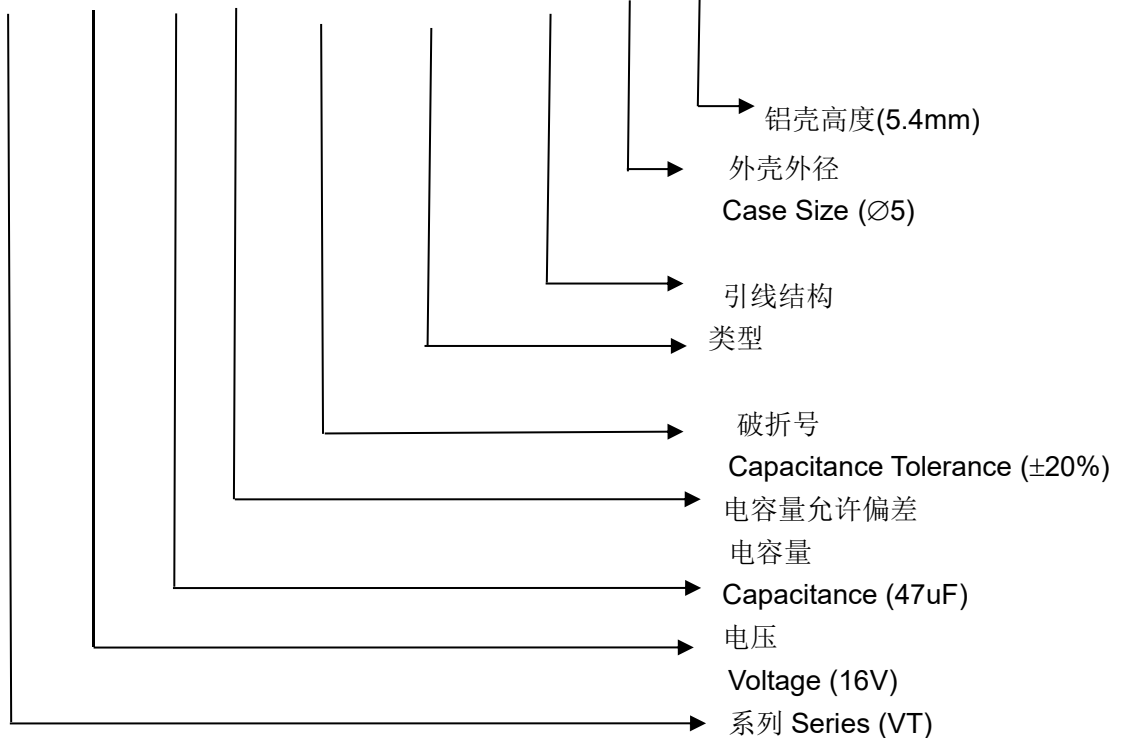 铝壳高度(5.4mm)
外壳外径
Case Size (∅5)
引线结构
类型
破折号
Capacitance Tolerance (±20%)
电容量允许偏差
电容量
Capacitance (47uF)
电压
Voltage (16V)
系列 Series (VT)